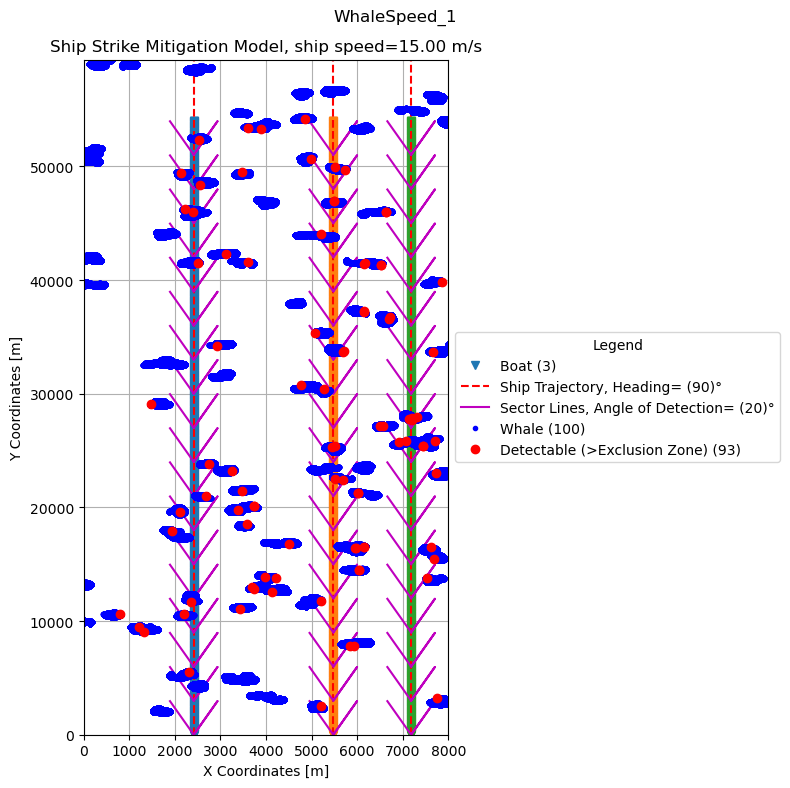 WhaleSpeed_1
Ship Strike Mitigation Model, ship speed=15.00 m/s
Y Coordinates [m]
50000
40000
30000
20000
10000
0
0 1000 2000 3000 4000 5000 6000 7000 8000
X Coordinates [m]
Legend
Boat (3)
Ship Trajectory, Heading= (90)°
Sector Lines, Angle of Detection= (20)°
Whale (100)
Detectable (>Exclusion Zone) (93)